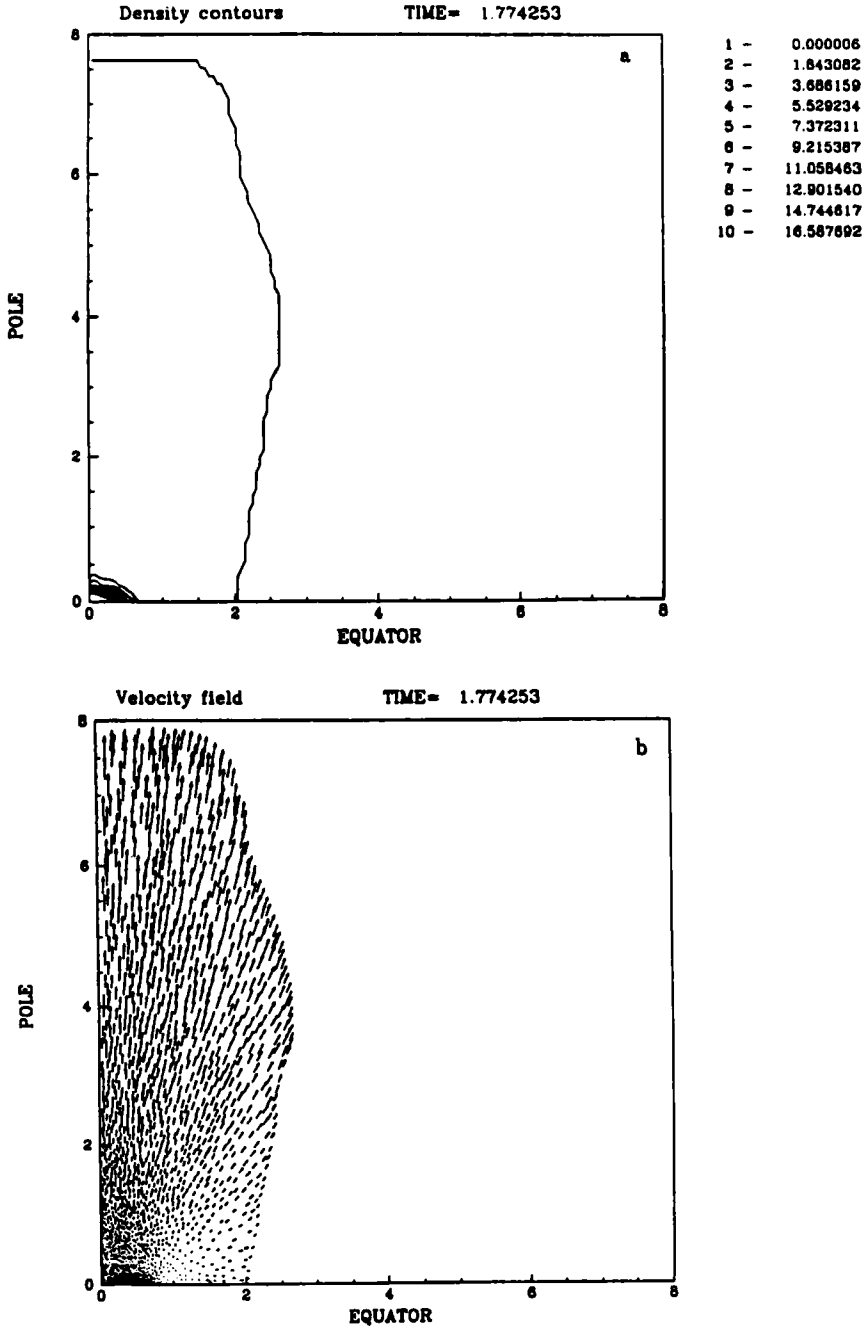 Density contours TIME= 1.774253
a
8
6
4
2
0
POLE
0 2 4 6 8
EQUATOR
1 - 0.000006
2 - 1.843082
3 - 3.686159
4 - 5.529234
5 - 7.372311
6 - 9.215387
7 - 11.058463
8 - 12.901540
9 - 14.744617
10 - 16.587692
Velocity field TIME= 1.774253
b
8
6
4
2
0
POLE
0 2 4 6 8
EQUATOR